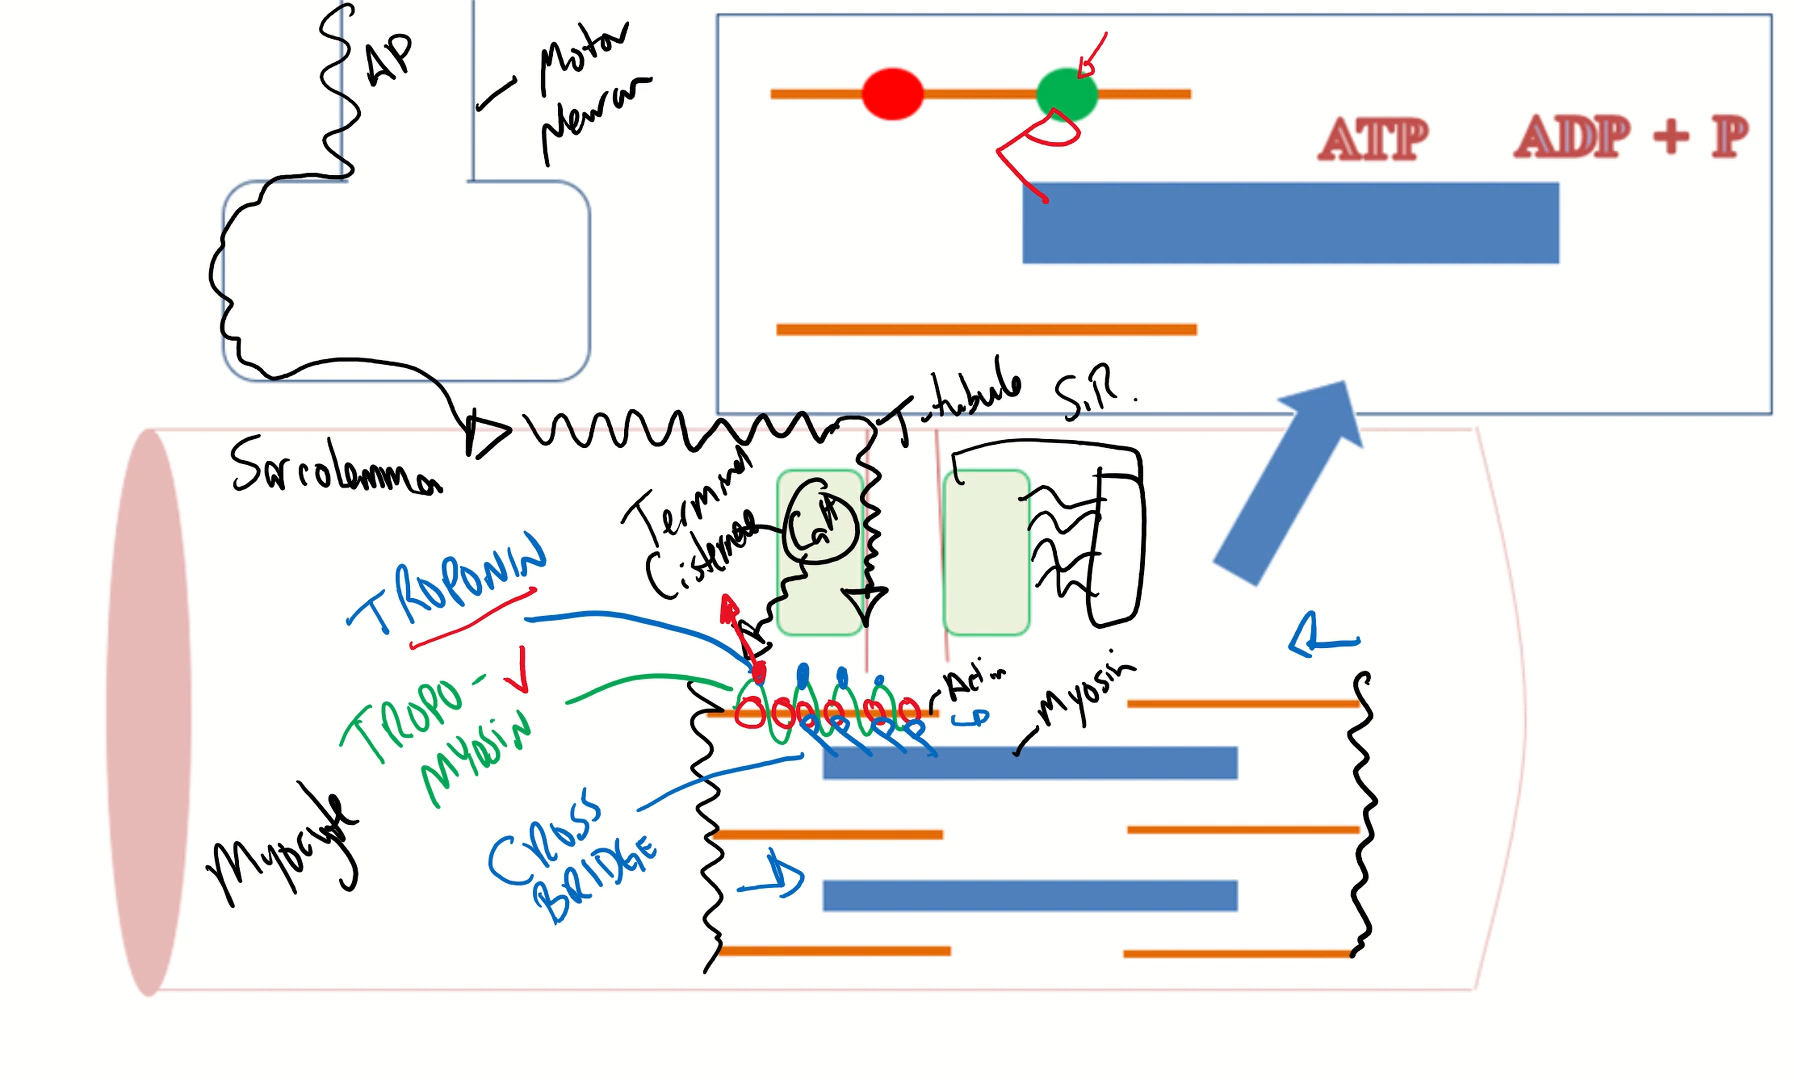 AP
Motor
Neuron
ATP
ADP + P
T-tubule
S.R.
Sarcolemma
Terminal
Cisternae
Ca++
TROPONIN
TROPO-
MYOSIN
Actin
Myosin
Myocyte
CROSS
BRIDGE